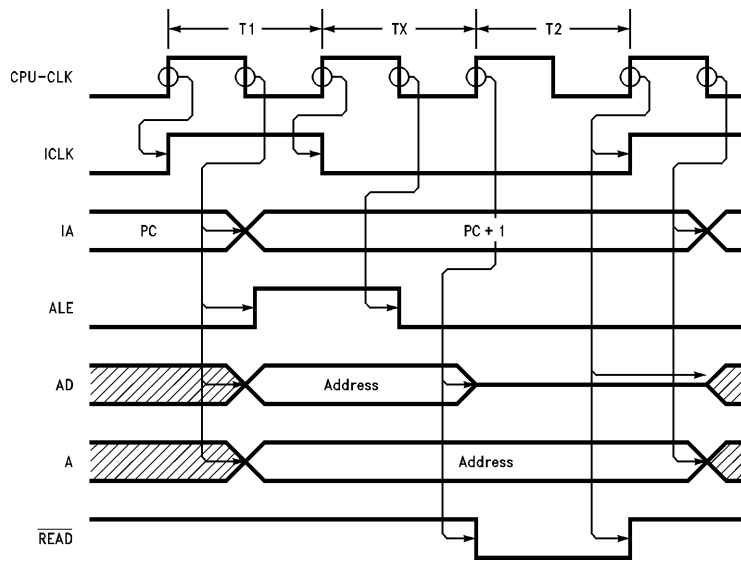 T1 TX T2
CPU-CLK
ICLK
IA PC PC + 1
ALE
AD Address
A Address
READ